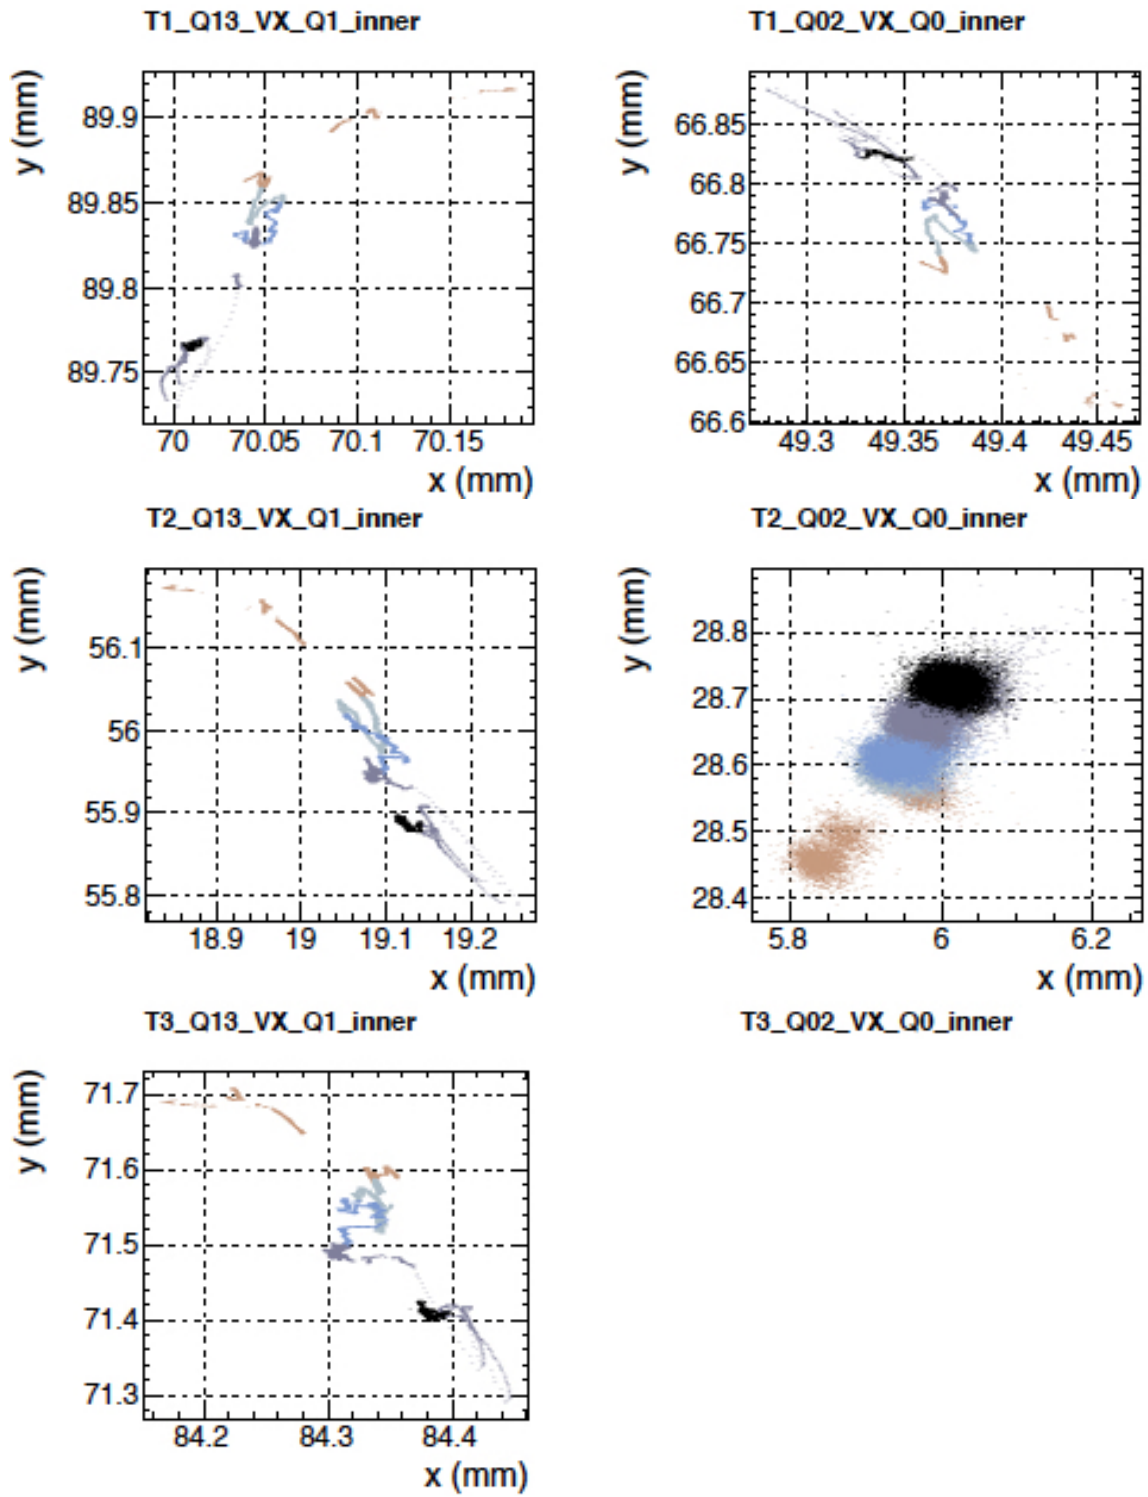 T1_Q13_VX_Q1_inner
y (mm)
89.9
89.85
89.8
89.75
70 70.05 70.1 70.15
x (mm)
T1_Q02_VX_Q0_inner
y (mm)
66.85
66.8
66.75
66.7
66.65
66.6
49.3 49.35 49.4 49.45
x (mm)
T2_Q13_VX_Q1_inner
y (mm)
56.1
56
55.9
55.8
18.9 19 19.1 19.2
x (mm)
T2_Q02_VX_Q0_inner
y (mm)
28.8
28.7
28.6
28.5
28.4
5.8 6 6.2
x (mm)
T3_Q13_VX_Q1_inner
y (mm)
71.7
71.6
71.5
71.4
71.3
84.2 84.3 84.4
x (mm)
T3_Q02_VX_Q0_inner